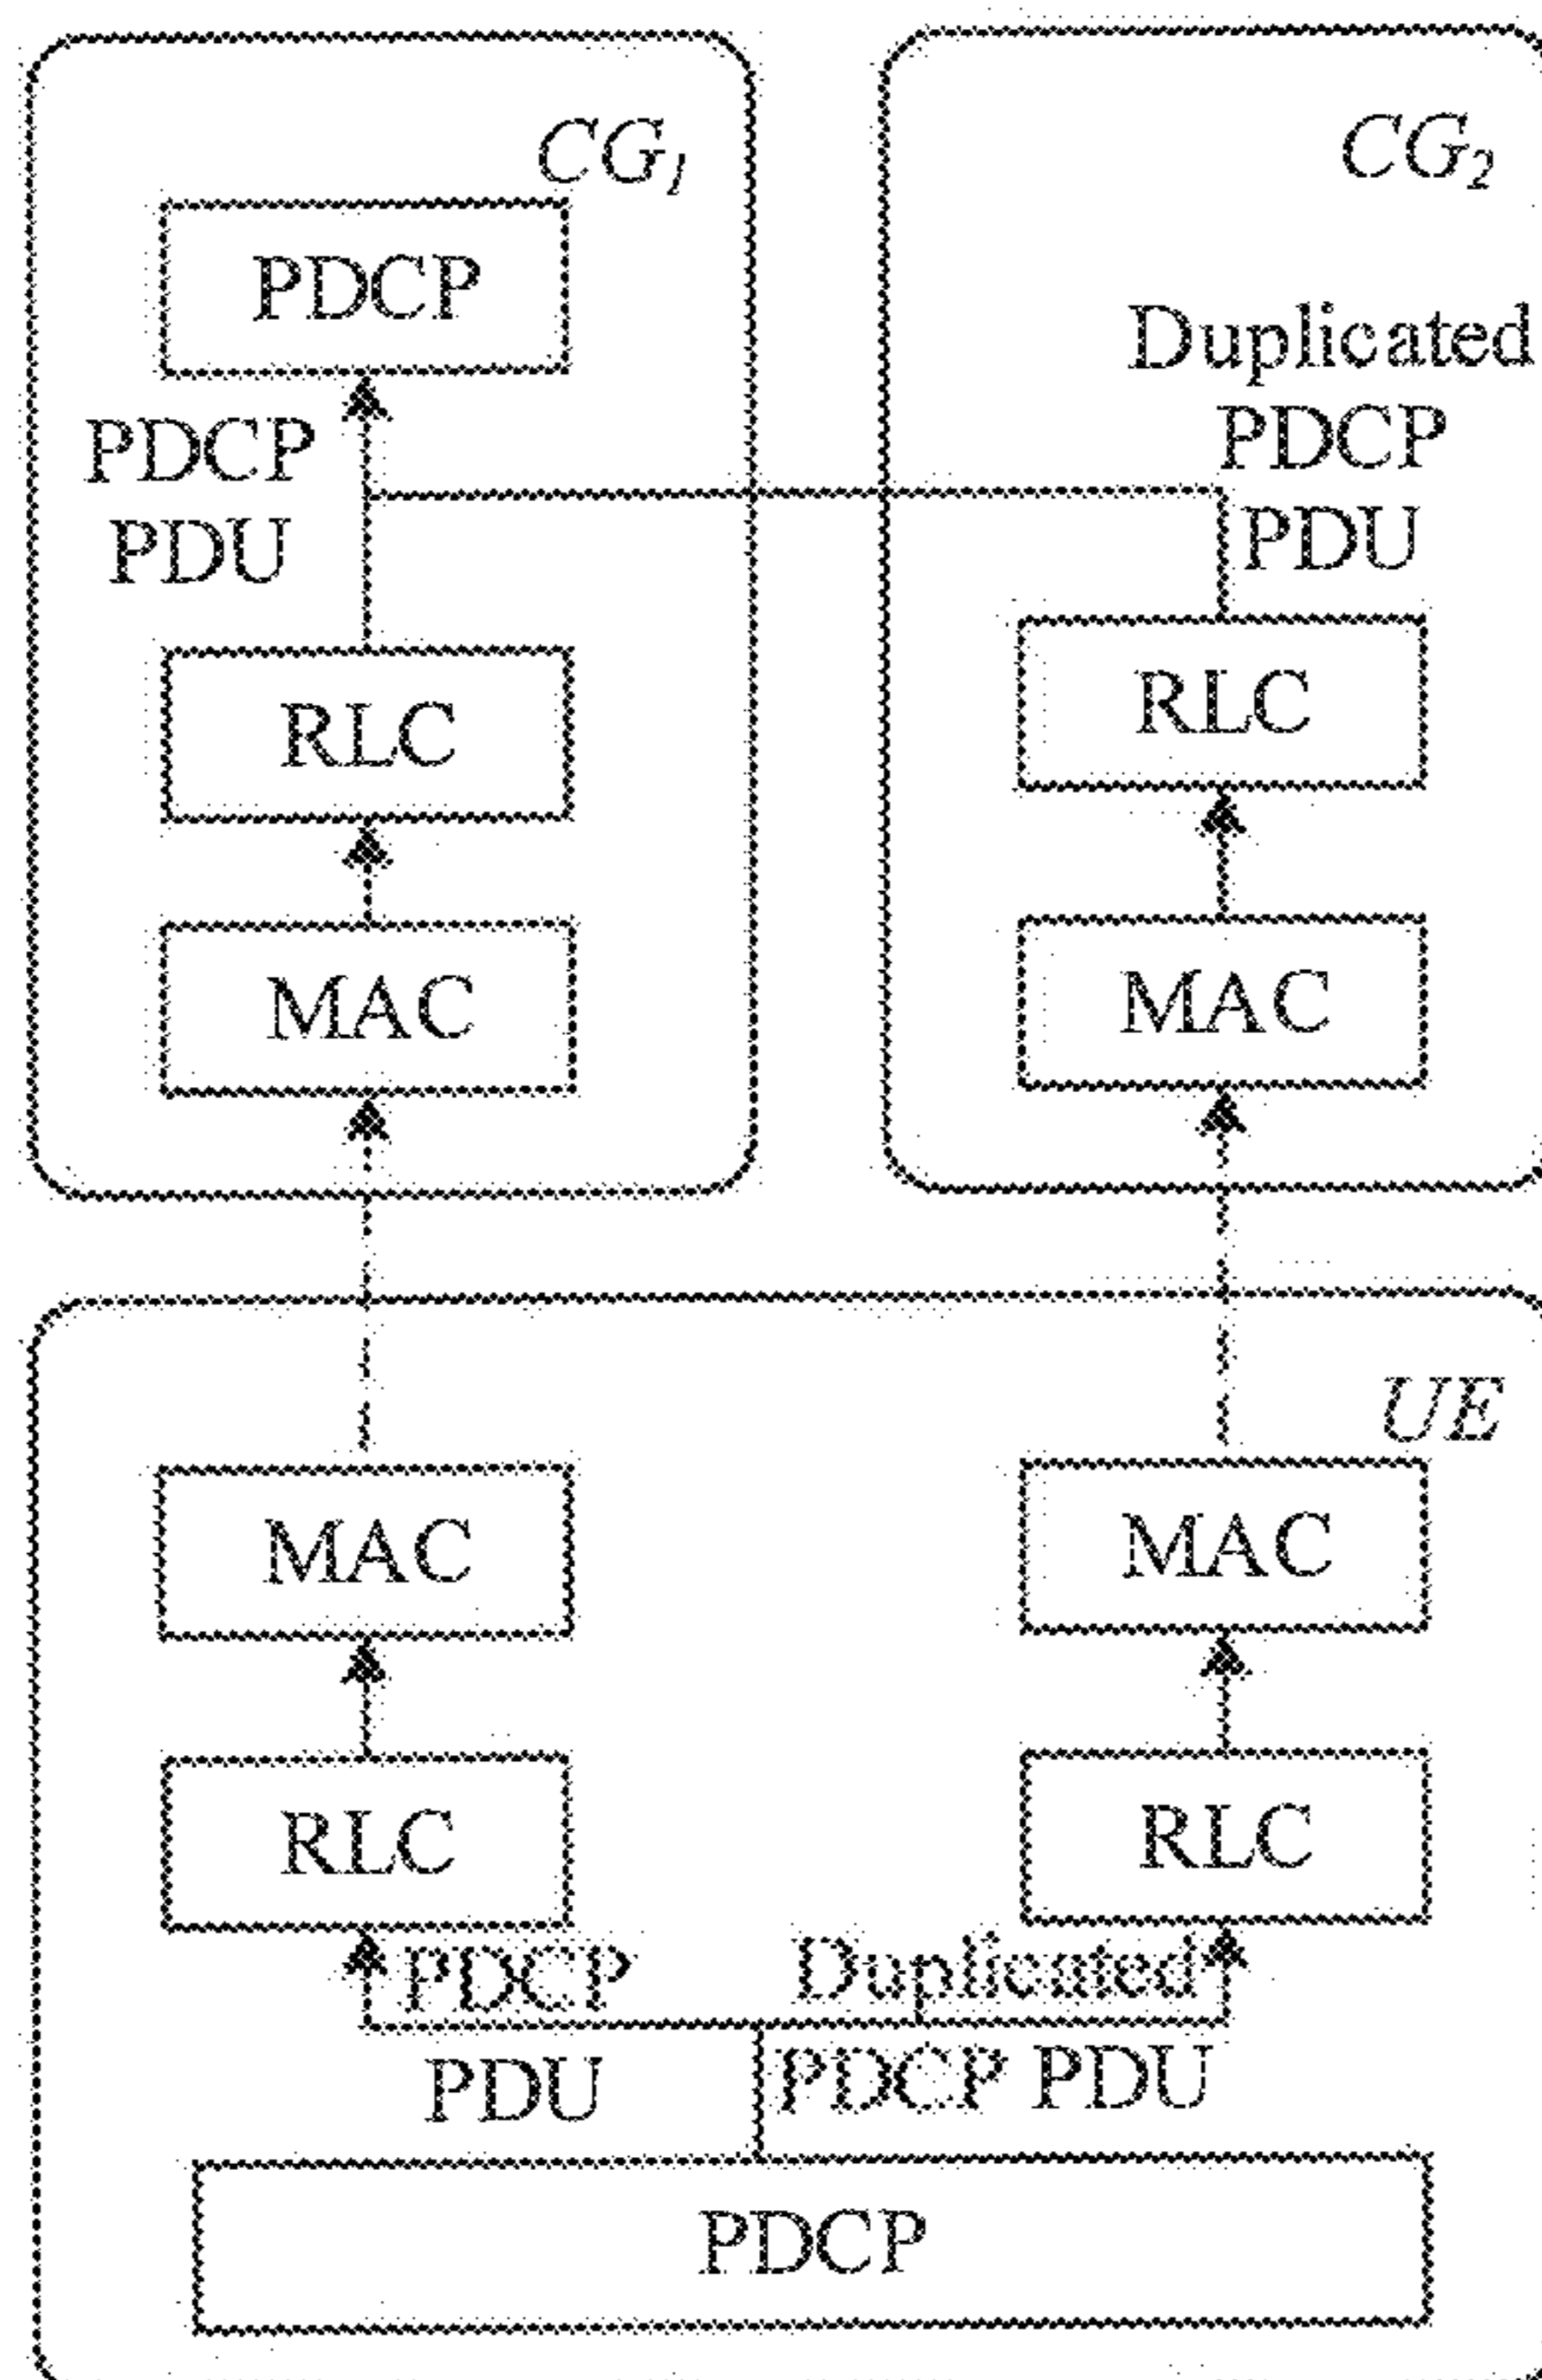 CG1
PDCP
PDCP
PDU
RLC
MAC
CG2
Duplicated
PDCP
PDU
RLC
MAC
UE
MAC
MAC
RLC
RLC
PDCP
PDU
Duplicated
PDCP PDU
PDCP